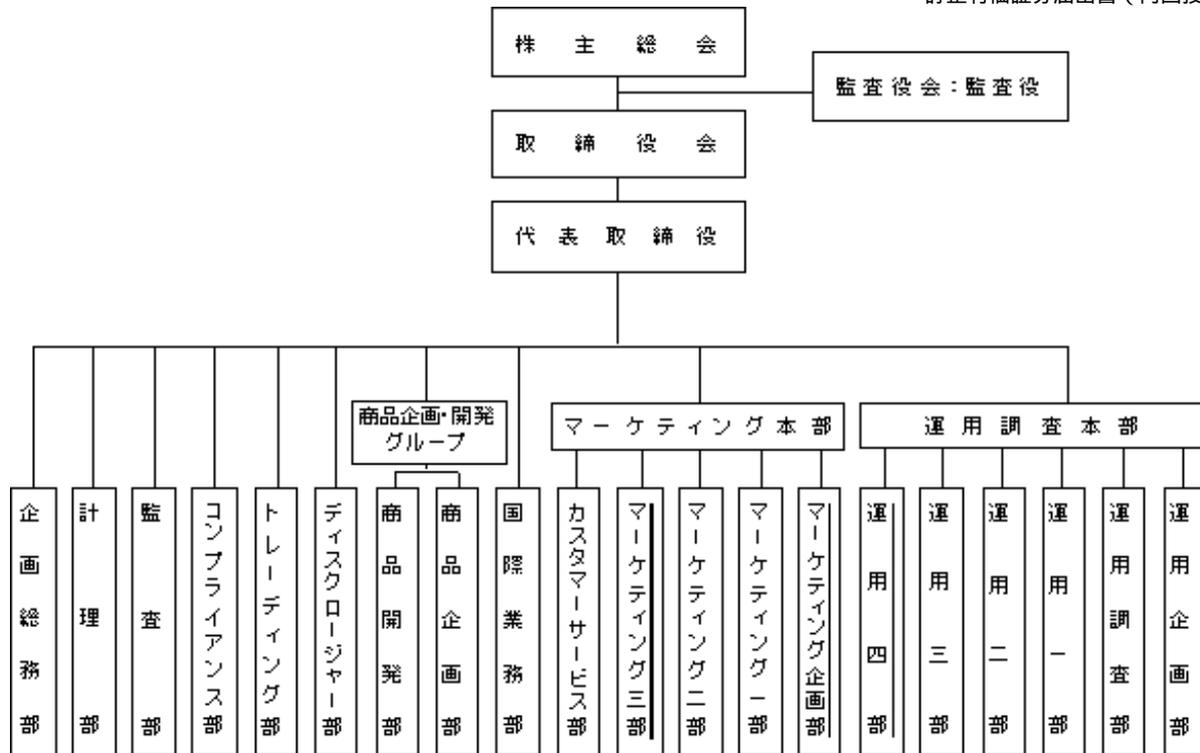 株主総会
監査役会：監査役
取締役会
代表取締役
商品企画・開発
グループ
マーケティング本部
運用調査本部
企画総務部
計理部
監査部
コンプライアンス部
トレーディング部
ディスクロージャー部
商品開発部
商品企画部
国際業務部
カスタマーサービス部
マーケティング三部
マーケティング二部
マーケティング一部
マーケティング企画部
運用四部
運用三部
運用二部
運用一部
運用調査部
運用企画部